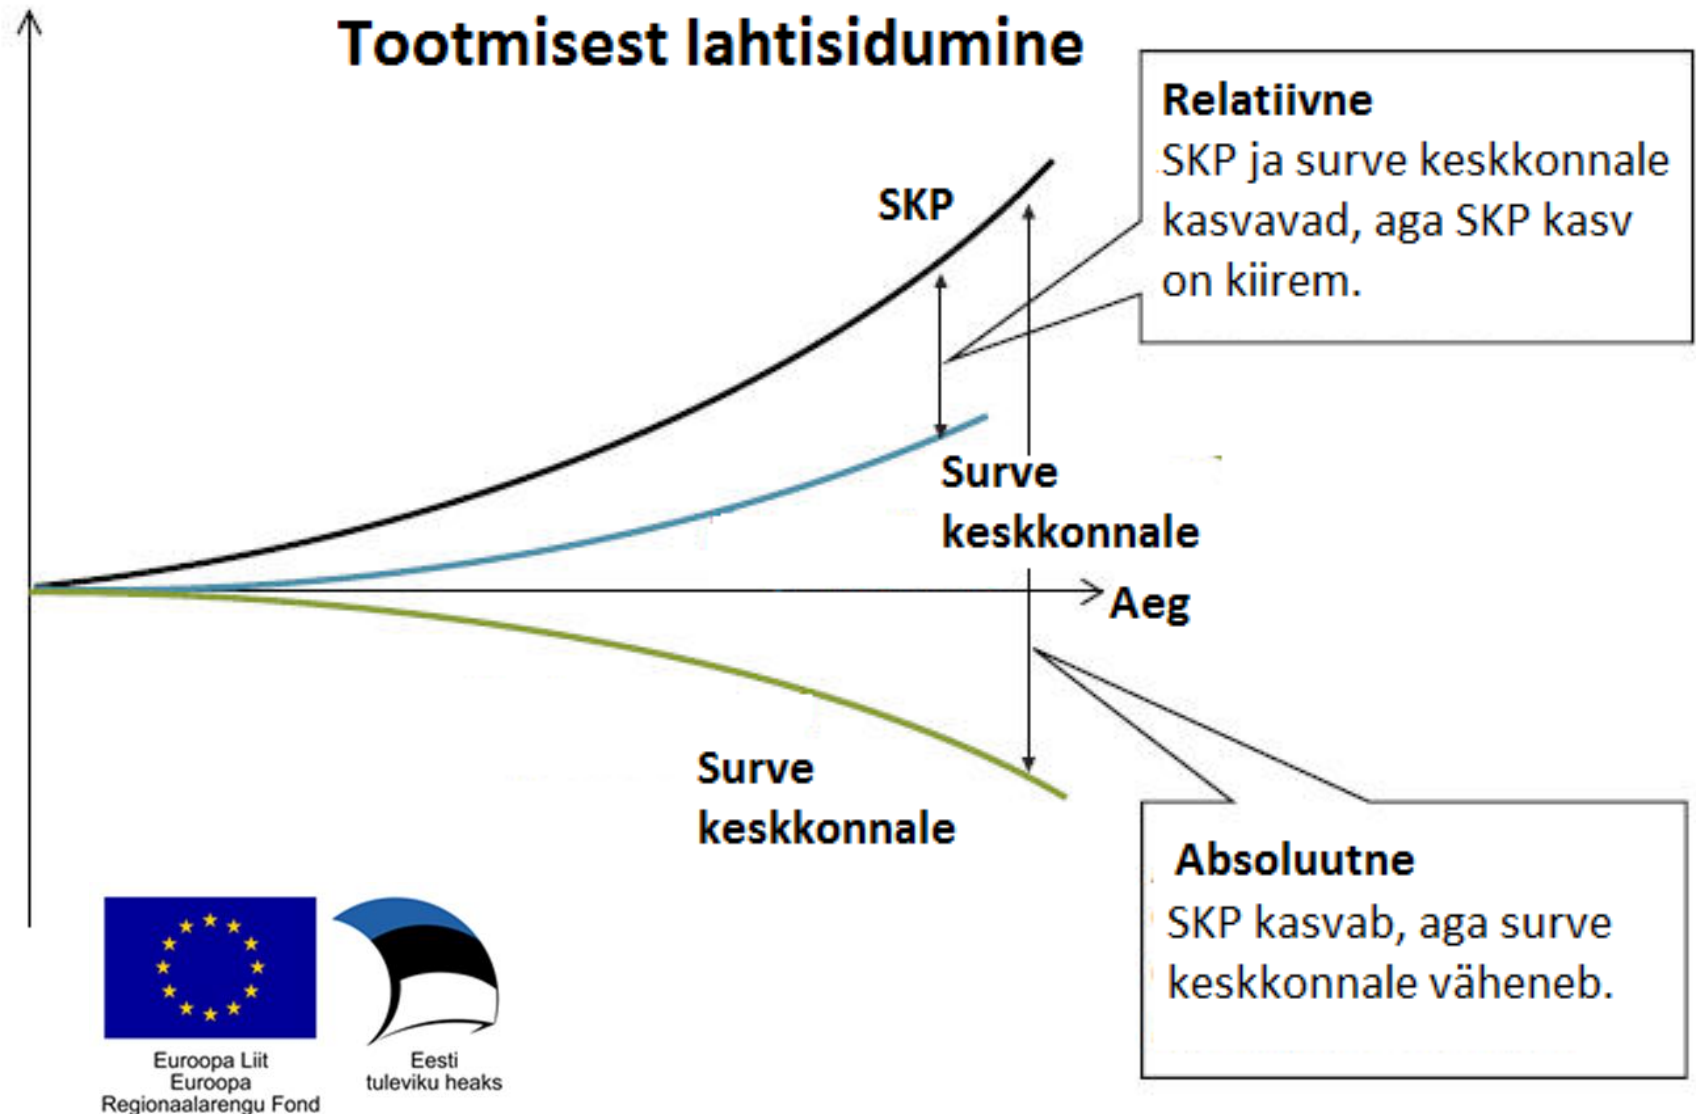 Tootmisest lahtisidumine
Relatiivne
SKP ja surve keskkonnale
kasvavad, aga SKP kasv
on kiirem.
SKP
Surve
keskkonnale
Aeg
Surve
keskkonnale
Absoluutne
SKP kasvab, aga surve
keskkonnale väheneb.
Euroopa Liit
Euroopa
Regionaalarengu Fond
Eesti
tuleviku heaks